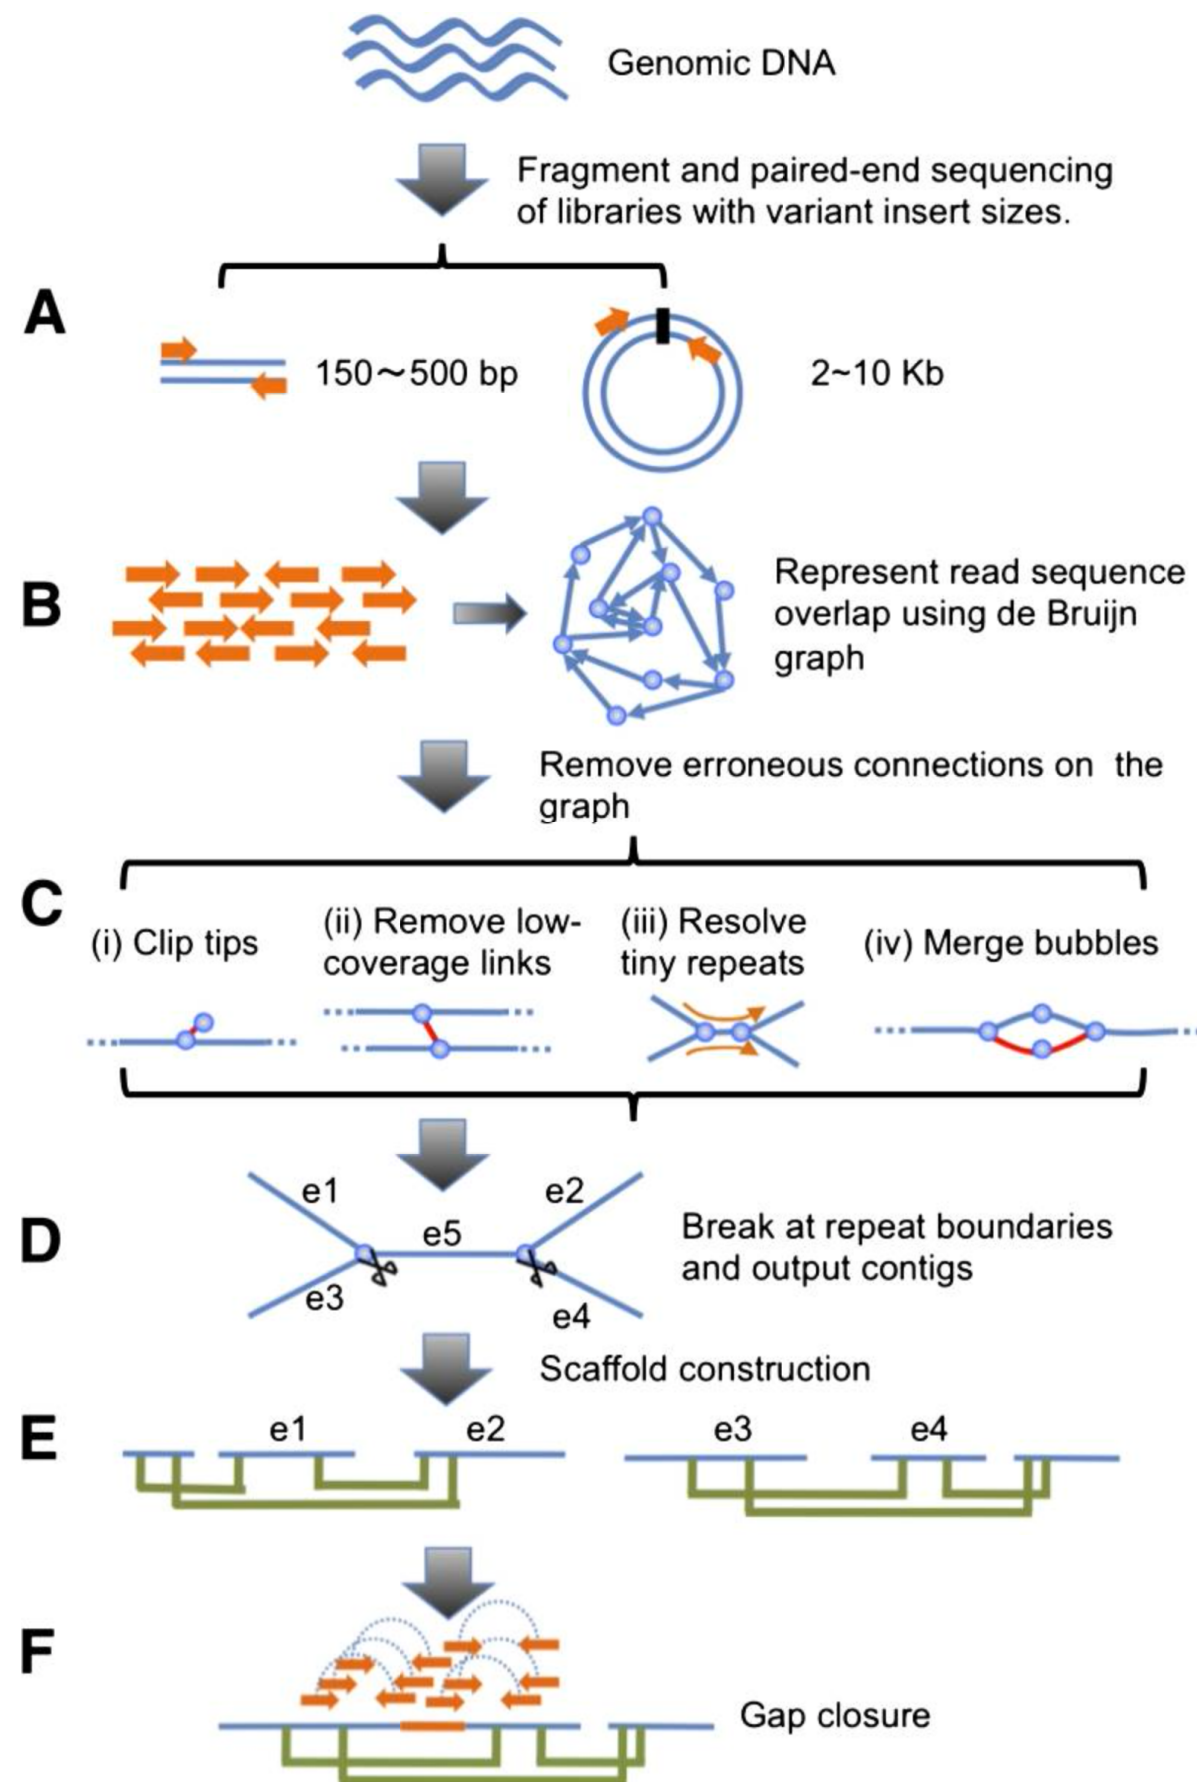 Genomic DNA
Fragment and paired-end sequencing
of libraries with variant insert sizes.
A
150~500 bp
2~10 Kb
B
Represent read sequence
overlap using de Bruijn
graph
Remove erroneous connections on the
graph
C
(i) Clip tips
(ii) Remove low-
coverage links
(iii) Resolve
tiny repeats
(iv) Merge bubbles
D
e1
e2
e5
e3
e4
Break at repeat boundaries
and output contigs
Scaffold construction
E
e1
e2
e3
e4
F
Gap closure